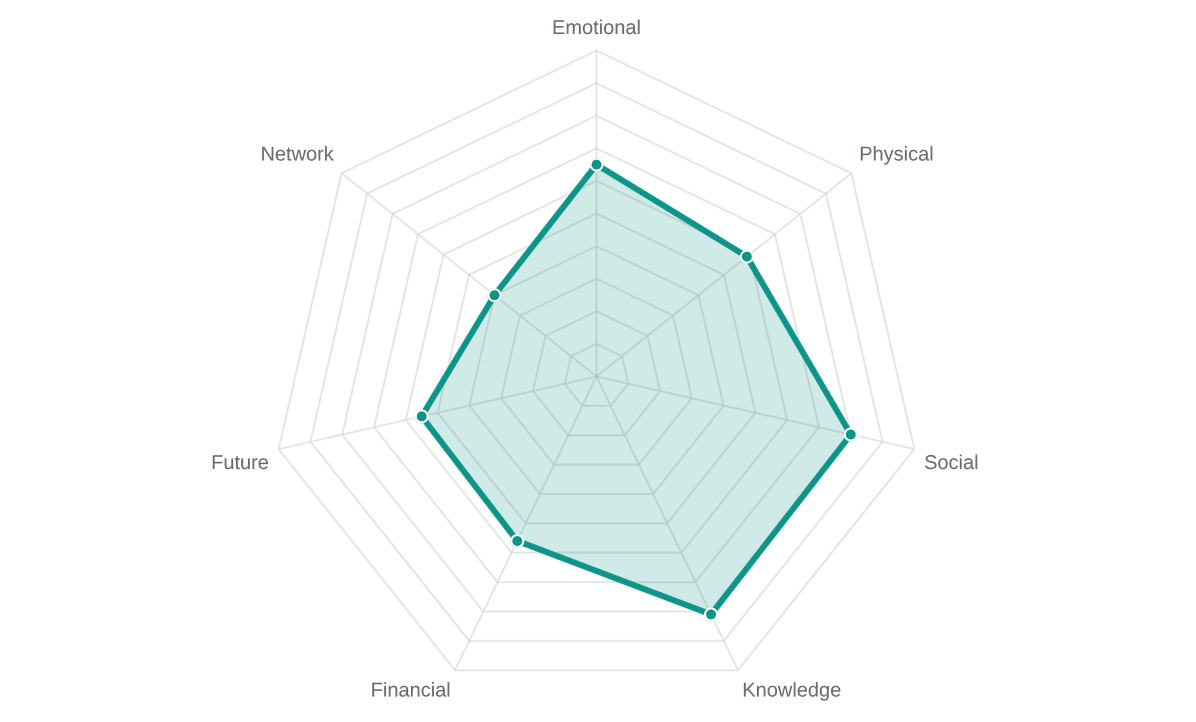 Emotional
Network
Physical
Future
Social
Financial
Knowledge